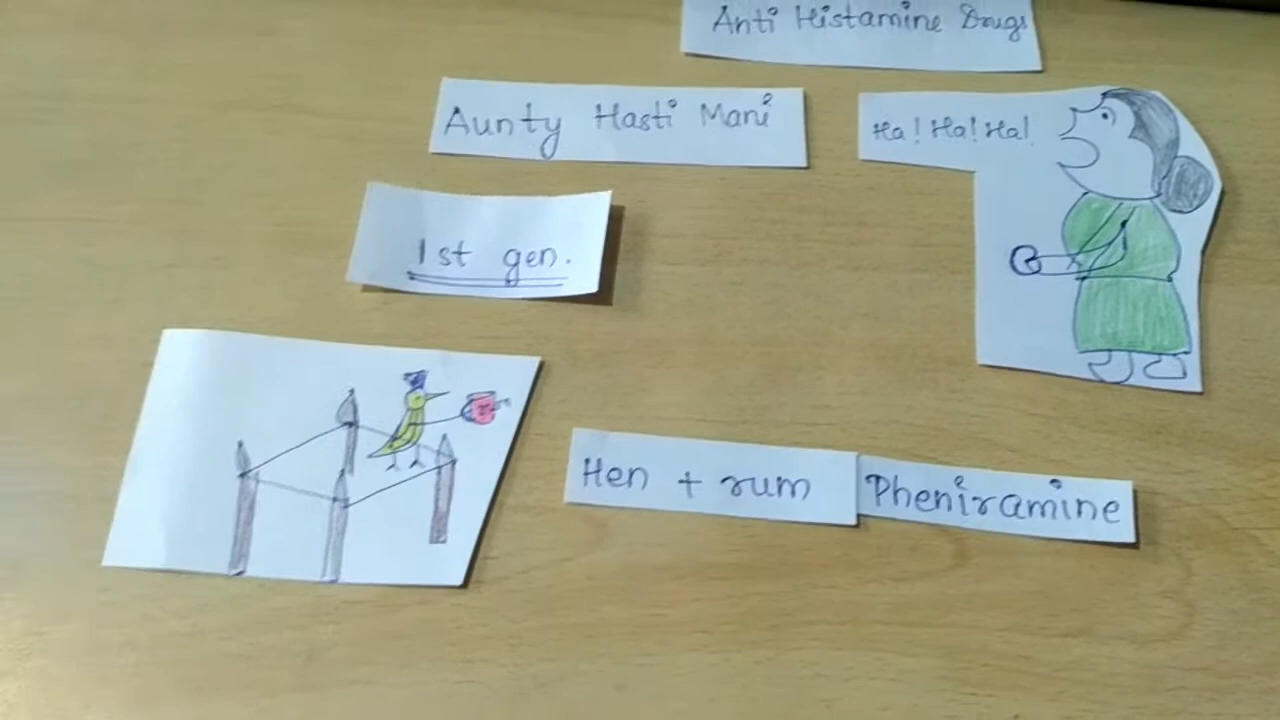 Anti Histamine Drugs
Aunty Hasti Mani
Ha! Ha! Ha!
1st gen.
Hen + rum
Pheniramine